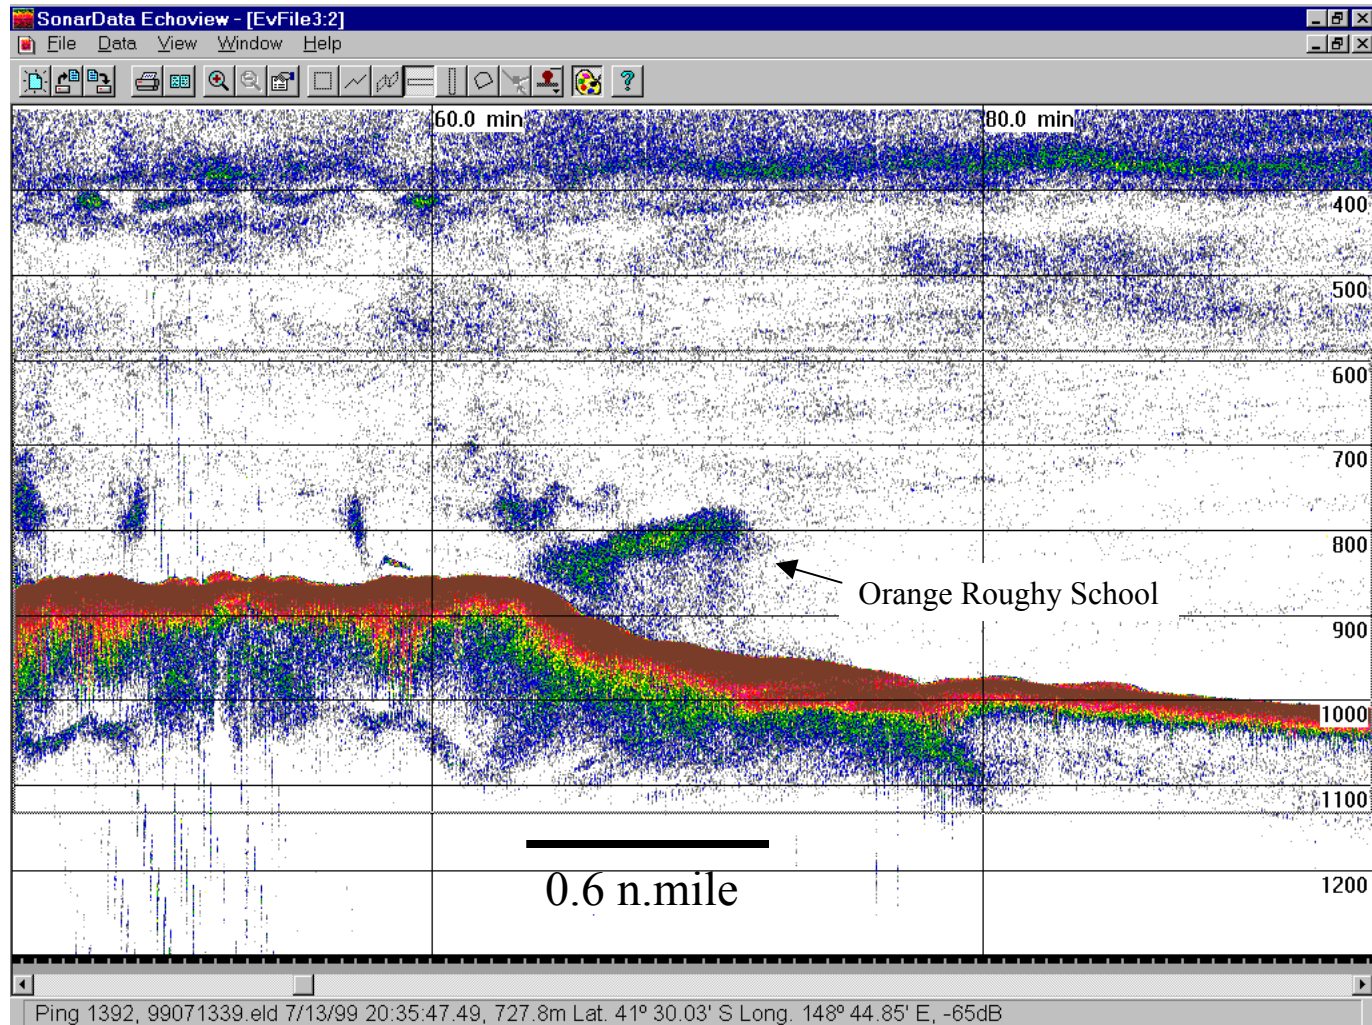 SonarData Echoview - [EvFile3:2]
File Data View Window Help
60.0 min 80.0 min
400
500
600
700
800
Orange Roughy School
900
1000
1100
0.6 n.mile
1200
Ping 1392, 99071339.eld 7/13/99 20:35:47.49, 727.8m Lat. 41º 30.03' S Long. 148º 44.85' E, -65dB